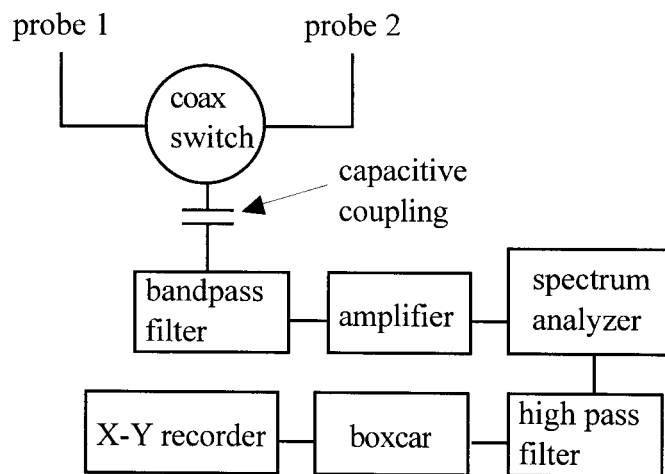 probe 1
probe 2
coax
switch
capacitive
coupling
bandpass
filter
amplifier
spectrum
analyzer
X-Y recorder
boxcar
high pass
filter